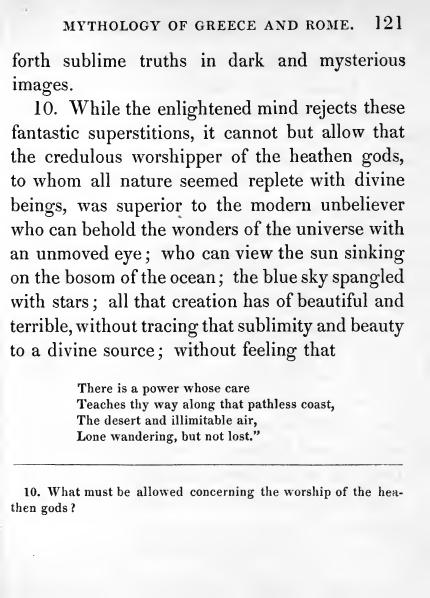 MYTHOLOGY OF GREECE AND ROME. 121
forth sublime truths in dark and mysterious
images.
10. While the enlightened mind rejects these
fantastic superstitions, it cannot but allow that
the credulous worshipper of the heathen gods,
to whom all nature seemed replete with divine
beings, was superior to the modern unbeliever
who can behold the wonders of the universe with
an unmoved eye; who can view the sun sinking
on the bosom of the ocean; the blue sky spangled
with stars; all that creation has of beautiful and
terrible, without tracing that sublimity and beauty
to a divine source; without feeling that
There is a power whose care
Teaches thy way along that pathless coast,
The desert and illimitable air,
Lone wandering, but not lost.”
10. What must be allowed concerning the worship of the hea-
then gods?